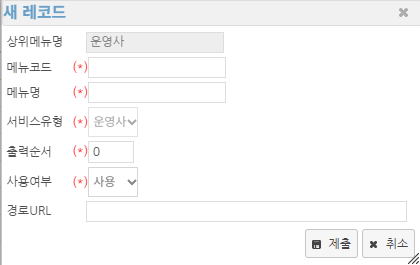 새 레코드
상위메뉴명 운영사
메뉴코드 (*)
메뉴명 (*)
서비스유형 (*) 운영사
출력순서 (*) 0
사용여부 (*) 사용
경로URL
제출 취소